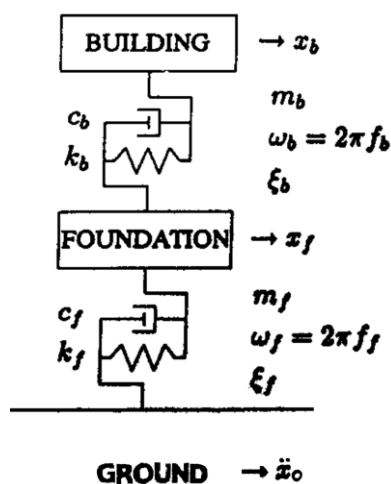 BUILDING → x_b
m_b
c_b
ω_b = 2πf_b
k_b
ξ_b
FOUNDATION → x_f
m_f
c_f
ω_f = 2πf_f
k_f
ξ_f
GROUND → ẍ_o